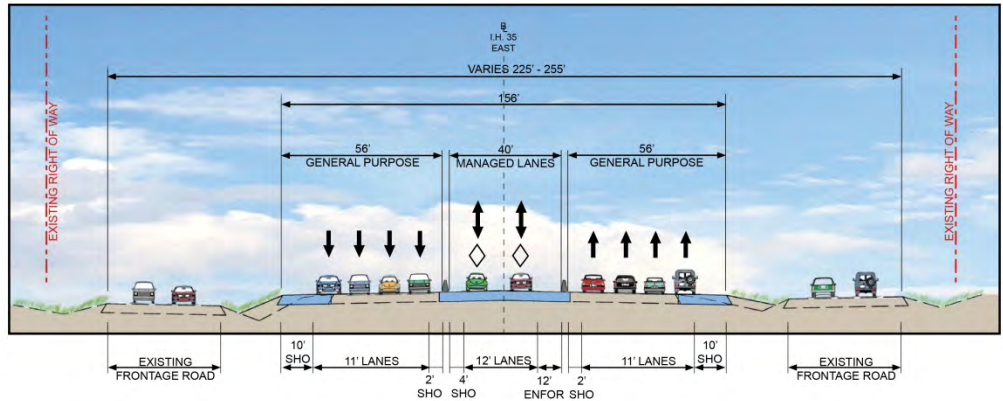 B
L
I.H. 35
EAST
VARIES 225' - 255'
156'
EXISTING RIGHT OF WAY
56'
GENERAL PURPOSE
40'
MANAGED LANES
56'
GENERAL PURPOSE
EXISTING RIGHT OF WAY
EXISTING
FRONTAGE ROAD
10'
SHO
11' LANES
2'
SHO
4'
SHO
12' LANES
12'
ENFOR
2'
SHO
11' LANES
10'
SHO
EXISTING
FRONTAGE ROAD